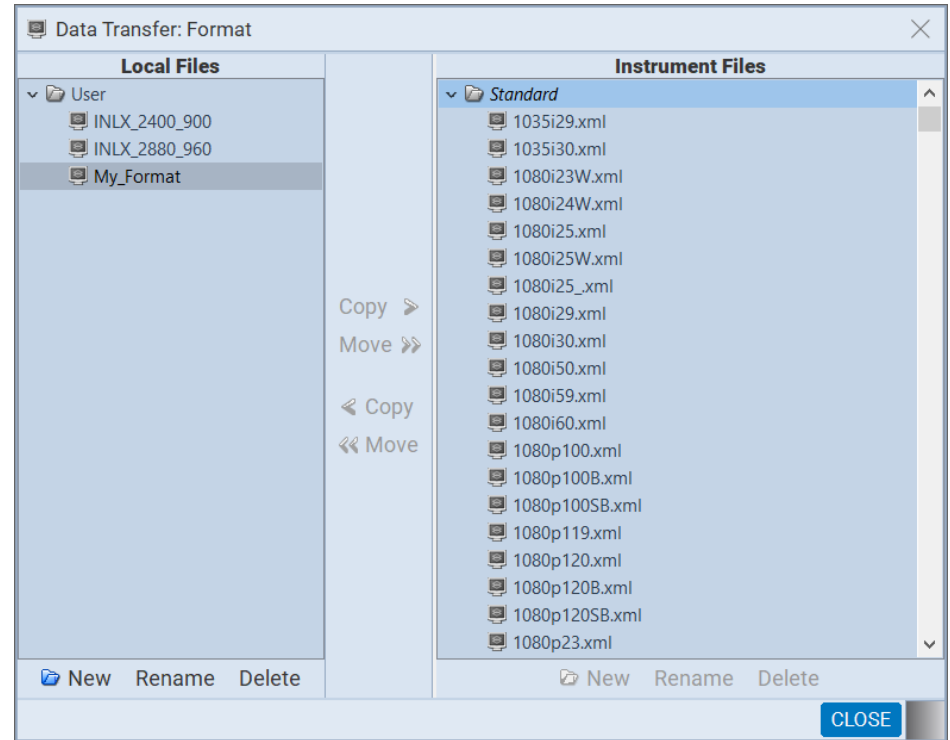 Data Transfer: Format
Local Files
User
INLX_2400_900
INLX_2880_960
My_Format
New Rename Delete
Copy
Move
Copy
Move
Instrument Files
Standard
1035i29.xml
1035i30.xml
1080i23W.xml
1080i24W.xml
1080i25.xml
1080i25W.xml
1080i25_.xml
1080i29.xml
1080i30.xml
1080i50.xml
1080i59.xml
1080i60.xml
1080p100.xml
1080p100B.xml
1080p100SB.xml
1080p119.xml
1080p120.xml
1080p120B.xml
1080p120SB.xml
1080p23.xml
New Rename Delete
CLOSE